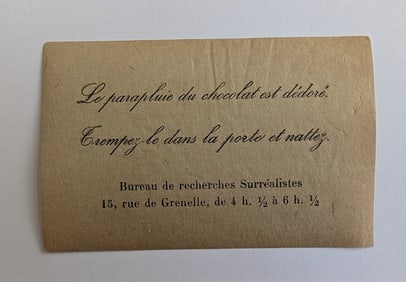 Le parapluie du chocolat est dédoré.
Trempez-le dans la porte et nattez.
Bureau de recherches Surréalistes
15, rue de Grenelle, de 4 h. ½ à 6 h. ½